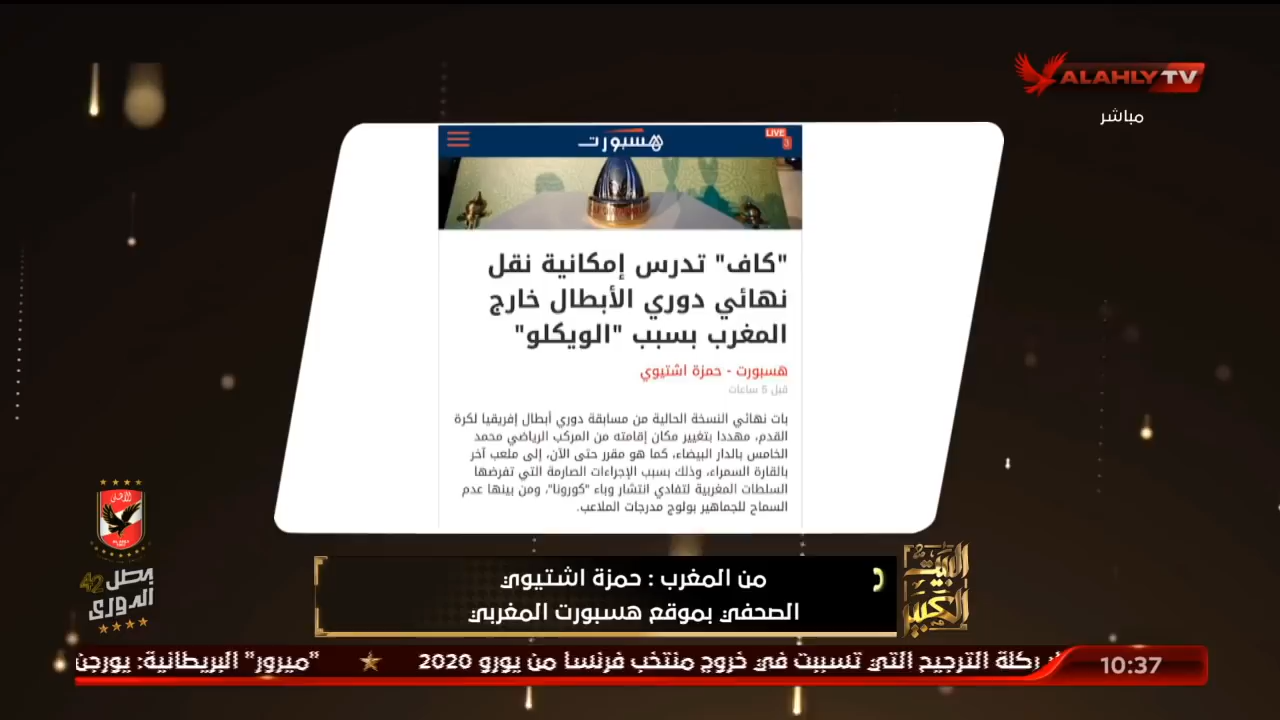 ALAHLY TV
مباشر
هسبورت
LIVE
3
"كاف" تدرس إمكانية نقل
نهائي دوري الأبطال خارج
المغرب بسبب "الويكلو"
هسبورت - حمزة اشتيوي
قبل 5 ساعات
بات نهائي النسخة الحالية من مسابقة دوري أبطال إفريقيا لكرة
القدم، مهددا بتغيير مكان إقامته من المركب الرياضي محمد
الخامس بالدار البيضاء، كما هو مقرر حتى الآن، إلى ملعب آخر
بالقارة السمراء، وذلك بسبب الإجراءات الصارمة التي تفرضها
السلطات المغربية لتفادي انتشار وباء "كورونا"، ومن بينها عدم
السماح للجماهير بولوج مدرجات الملاعب.
الأهلي
بطل 42
الدوري
البيت
الكبير
من المغرب : حمزة اشتيوي
الصحفي بموقع هسبورت المغربي
ركلة الترجيح التي تسببت في خروج منتخب فرنسا من يورو 2020 ★ "ميرور" البريطانية: يورجن
10:37